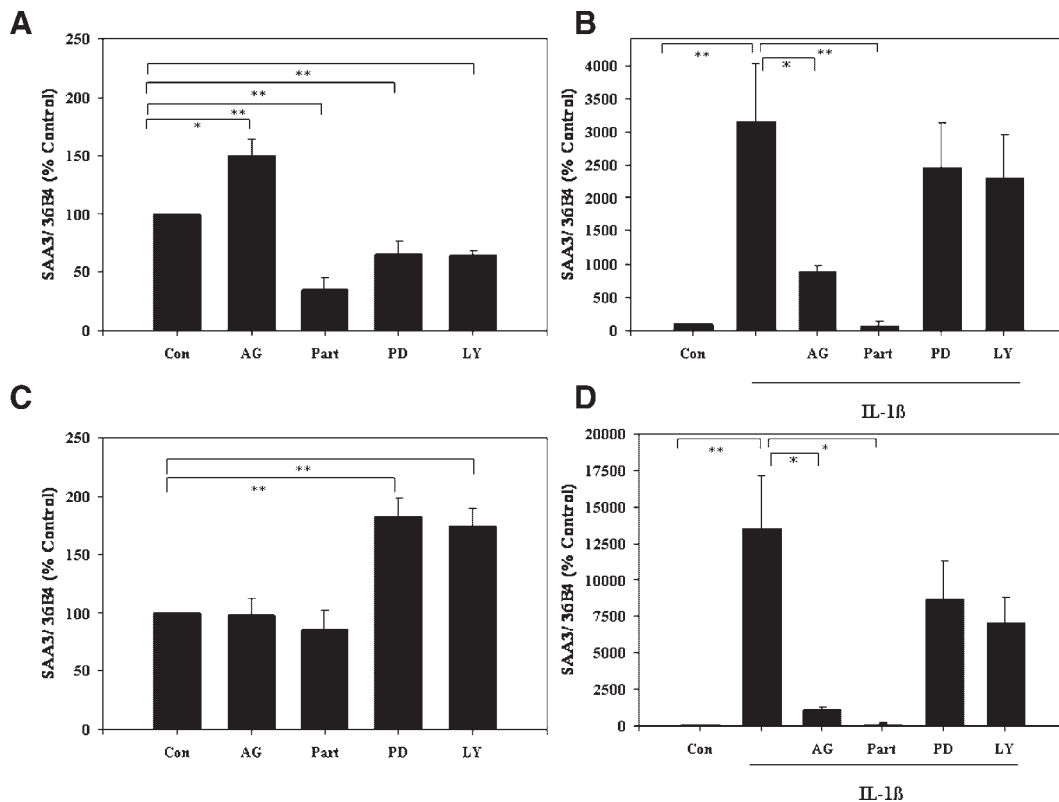 A
250
200
150
100
50
0
SAA3/ 36B4 (% Control)
**
**
**
*
Con AG Part PD LY
B
4000
3500
3000
2500
2000
1500
1000
500
0
SAA3/ 36B4 (% Control)
** **
*
Con AG Part PD LY
IL-1ß
C
250
200
150
100
50
0
SAA3/ 36B4 (% Control)
**
**
Con AG Part PD LY
D
20000
17500
15000
12500
10000
7500
5000
2500
0
SAA3/ 36B4 (% Control)
** *
*
Con AG Part PD LY
IL-1ß